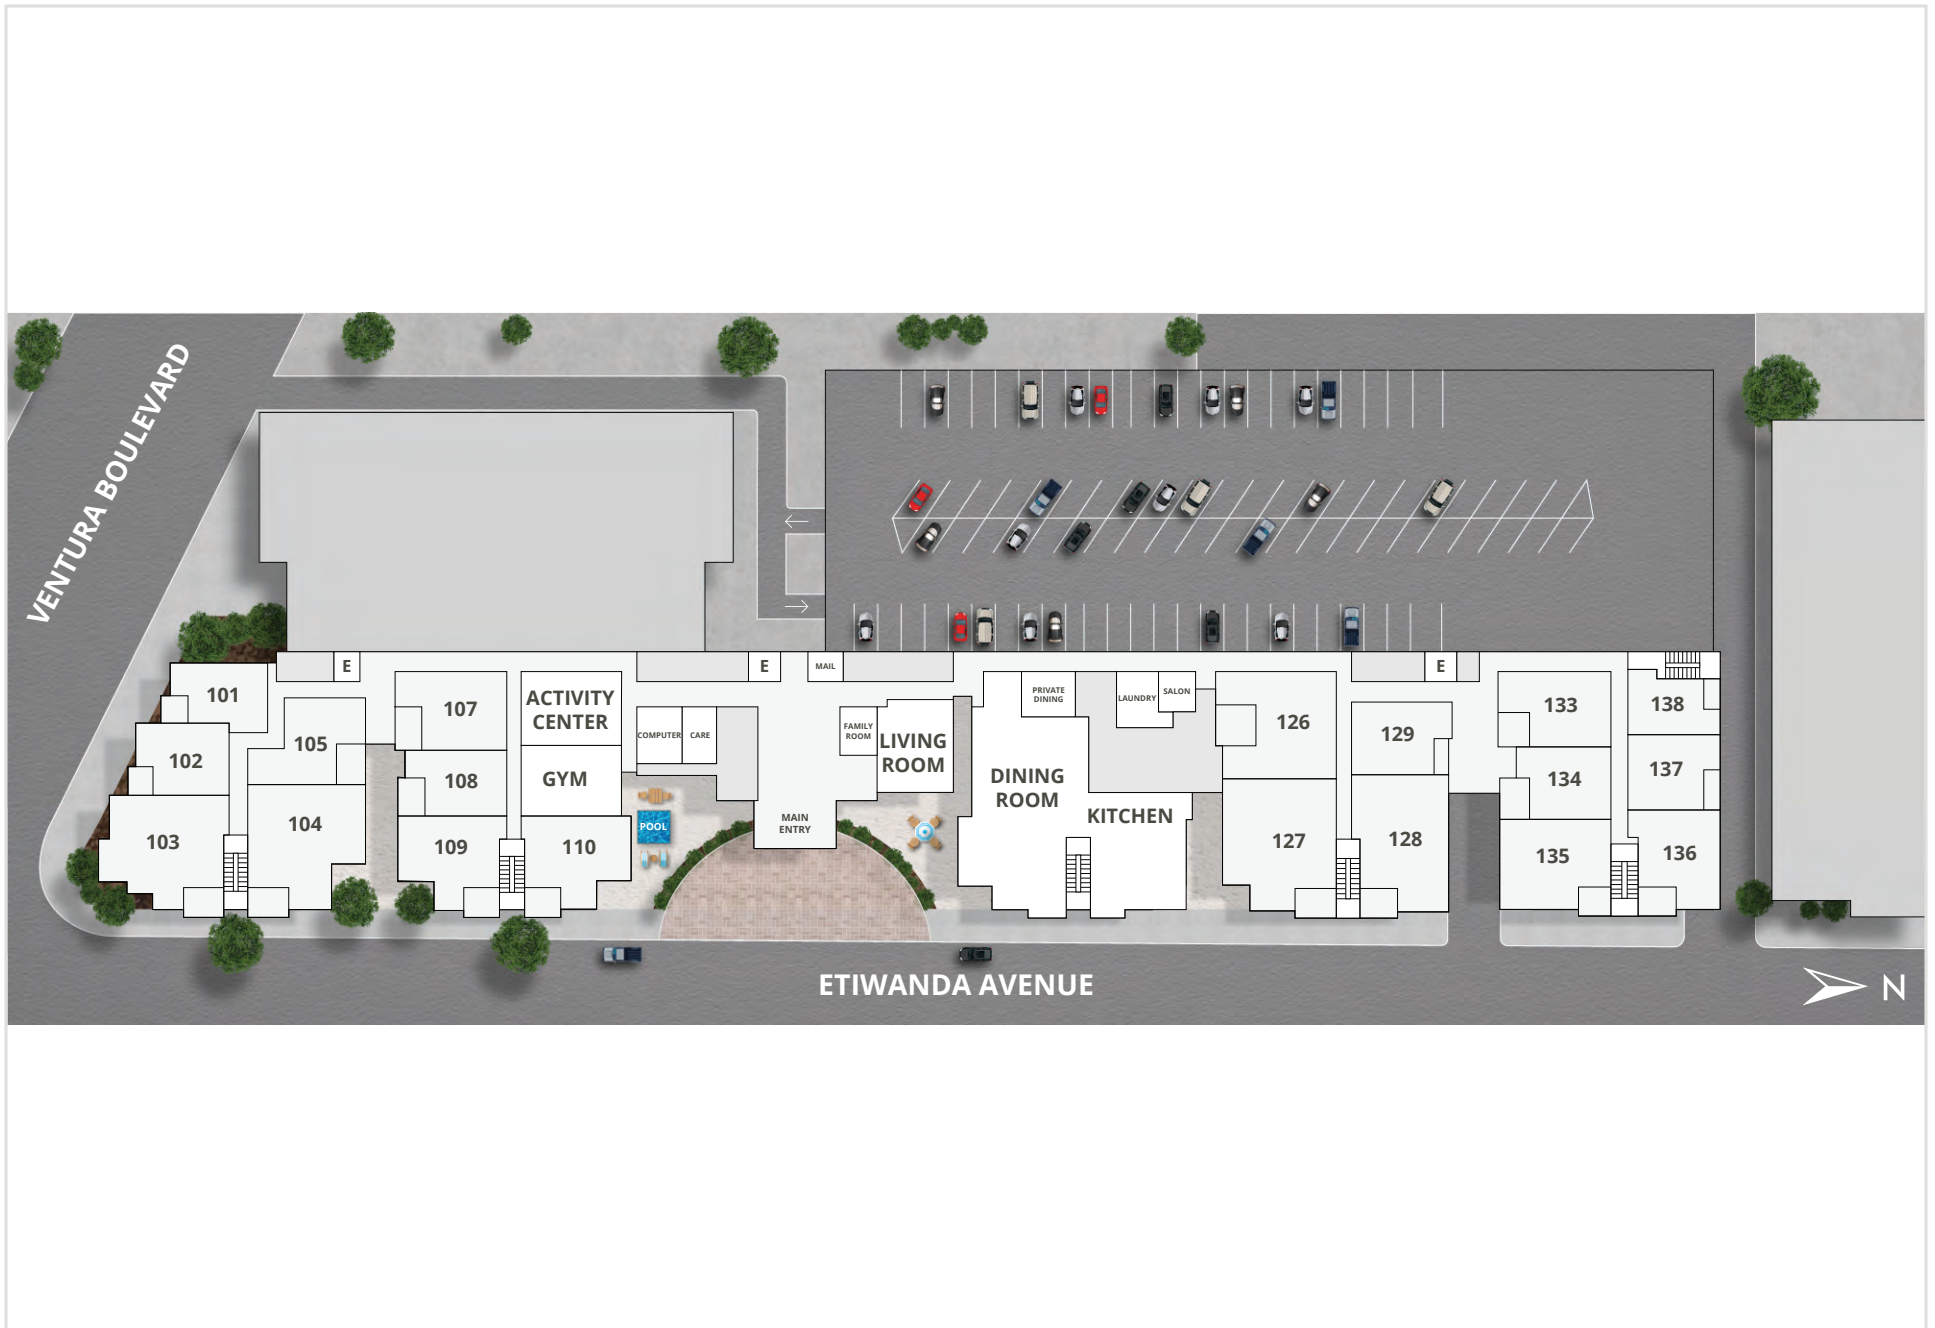 VENTURA BOULEVARD
E
E
MAIL
E
101
102
103
105
104
107
108
109
ACTIVITY
CENTER
GYM
110
COMPUTER
CARE
POOL
MAIN
ENTRY
FAMILY
ROOM
LIVING
ROOM
PRIVATE
DINING
DINING
ROOM
LAUNDRY
SALON
KITCHEN
126
127
129
128
133
134
135
138
137
136
ETIWANDA AVENUE
N